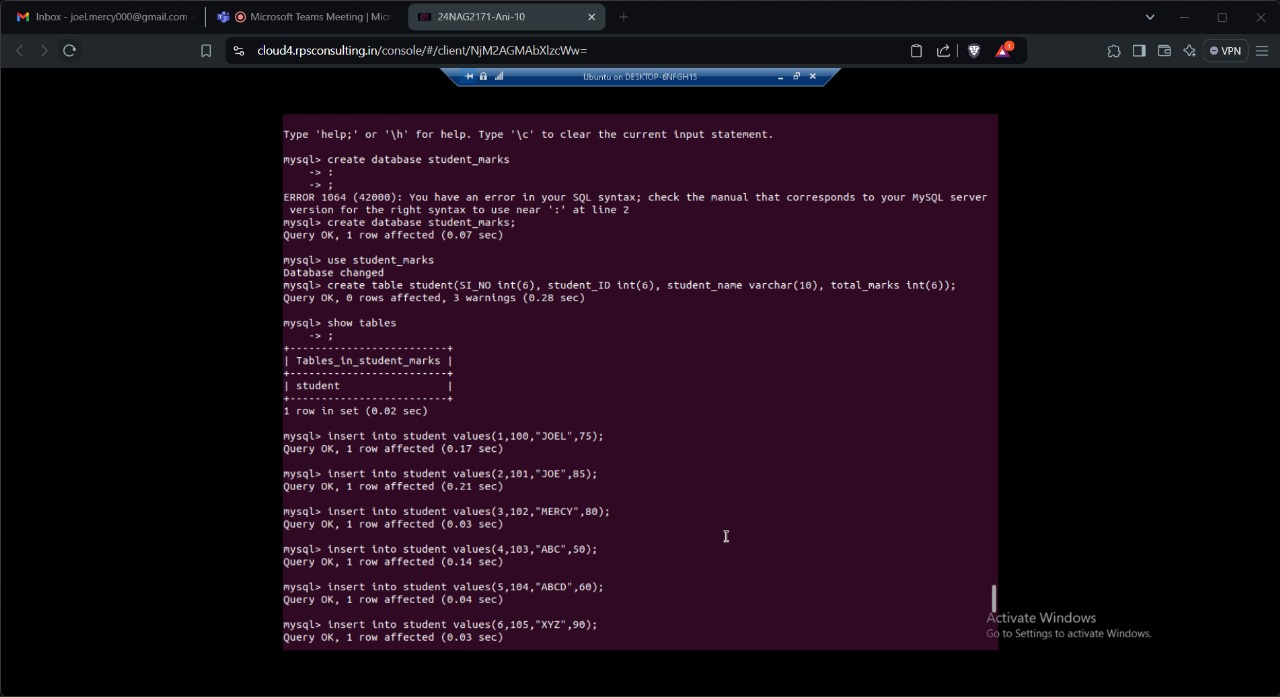 Inbox - joel.mercy000@gmail.com
Microsoft Teams Meeting | Micr
24NAG2171-Ani-10
cloud4.rpsconsulting.in/console/#/client/NjM2AGMAbXlzcWw=
1
VPN
Ubuntu on DESKTOP-6NFGH15
Type 'help;' or '\h' for help. Type '\c' to clear the current input statement.
mysql> create database student_marks
    -> :
    -> ;
ERROR 1064 (42000): You have an error in your SQL syntax; check the manual that corresponds to your MySQL server
 version for the right syntax to use near ':' at line 2
mysql> create database student_marks;
Query OK, 1 row affected (0.07 sec)
mysql> use student_marks
Database changed
mysql> create table student(SI_NO int(6), student_ID int(6), student_name varchar(10), total_marks int(6));
Query OK, 0 rows affected, 3 warnings (0.28 sec)
mysql> show tables
    -> ;
+-------------------------+
| Tables_in_student_marks |
+-------------------------+
| student                 |
+-------------------------+
1 row in set (0.02 sec)
mysql> insert into student values(1,100,"JOEL",75);
Query OK, 1 row affected (0.17 sec)
mysql> insert into student values(2,101,"JOE",85);
Query OK, 1 row affected (0.21 sec)
mysql> insert into student values(3,102,"MERCY",80);
Query OK, 1 row affected (0.03 sec)
mysql> insert into student values(4,103,"ABC",50);
Query OK, 1 row affected (0.14 sec)
mysql> insert into student values(5,104,"ABCD",60);
Query OK, 1 row affected (0.04 sec)
mysql> insert into student values(6,105,"XYZ",90);
Query OK, 1 row affected (0.03 sec)
Activate Windows
Go to Settings to activate Windows.